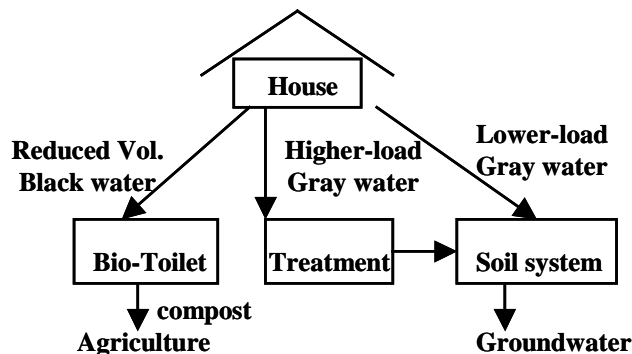 House
Reduced Vol.
Black water
Higher-load
Gray water
Lower-load
Gray water
Bio-Toilet
Treatment
Soil system
compost
Agriculture
Groundwater